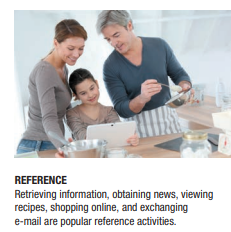 REFERENCE
Retrieving information, obtaining news, viewing
recipes, shopping online, and exchanging
e-mail are popular reference activities.